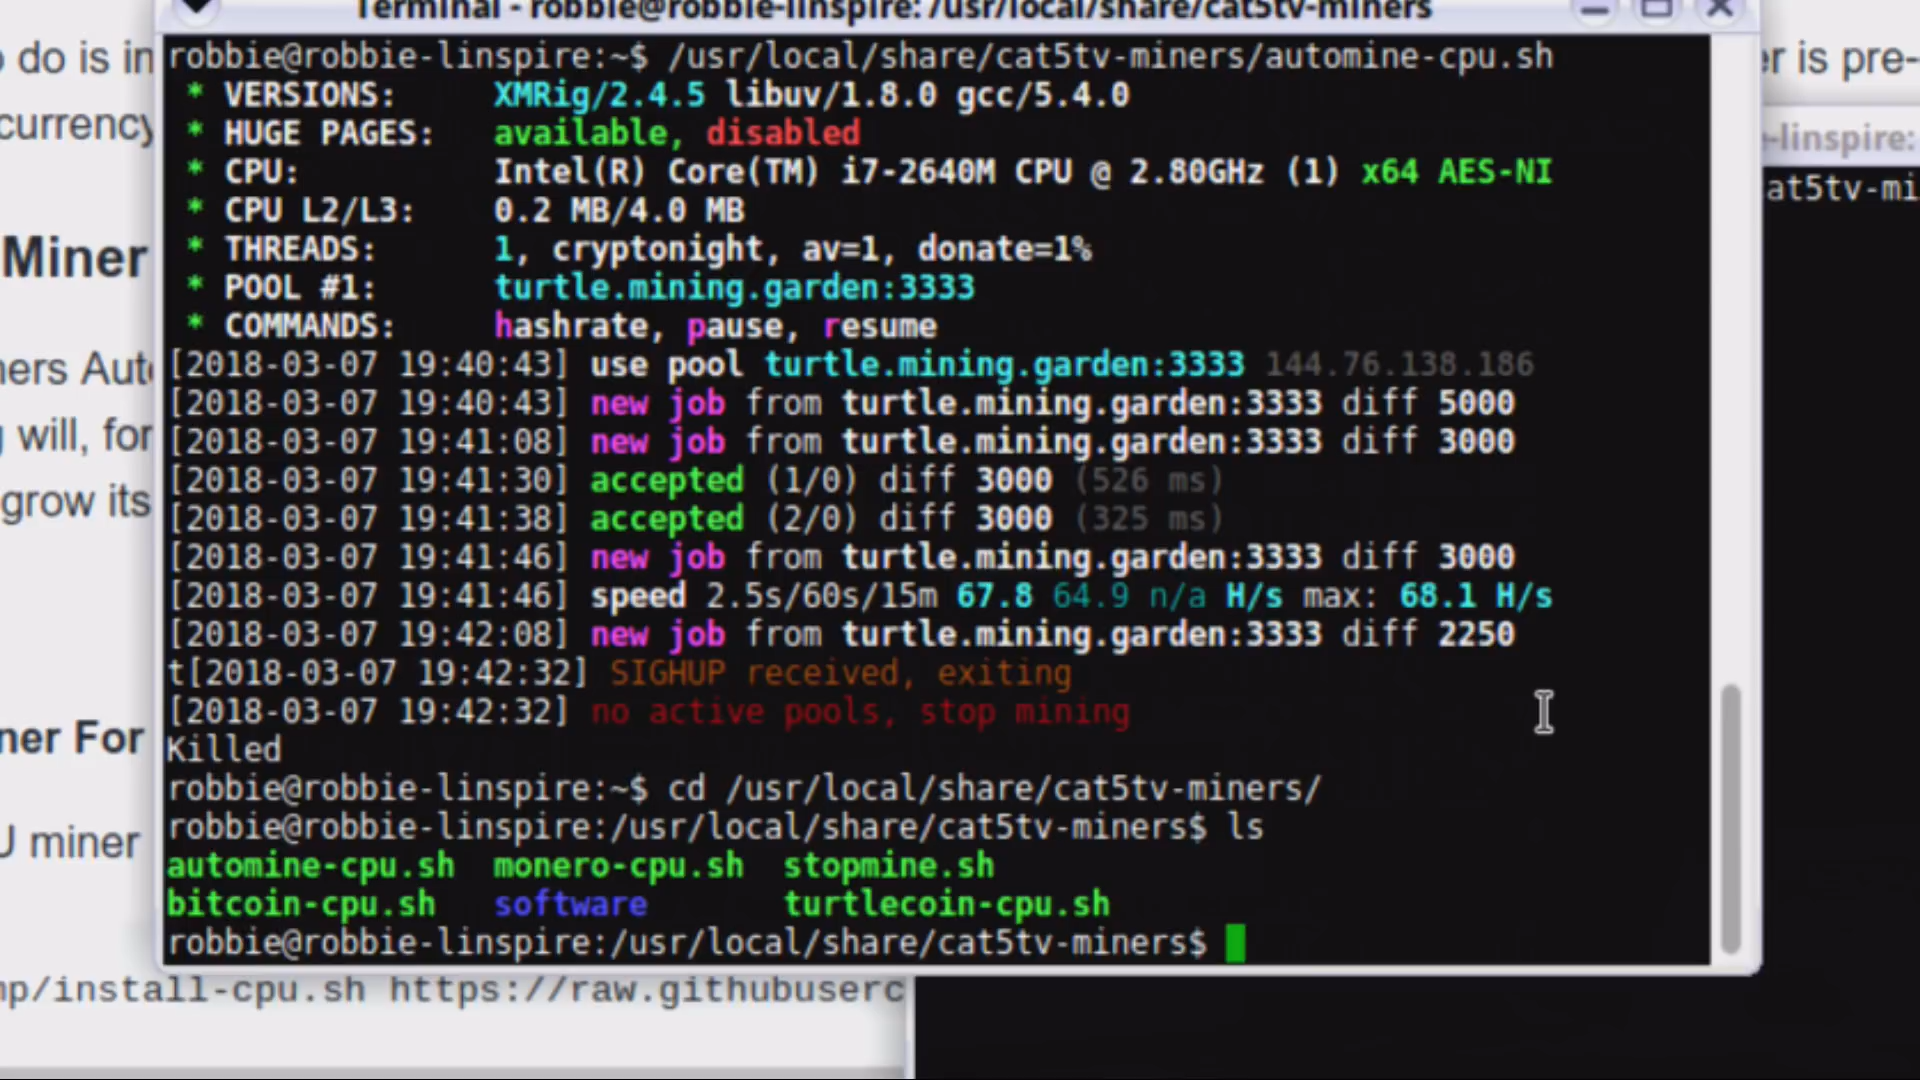 Terminal - robbie@robbie-linspire: /usr/local/share/cat5tv-miners
robbie@robbie-linspire:~$ /usr/local/share/cat5tv-miners/automine-cpu.sh
* VERSIONS: XMRig/2.4.5 libuv/1.8.0 gcc/5.4.0
* HUGE PAGES: available, disabled
* CPU: Intel(R) Core(TM) i7-2640M CPU @ 2.80GHz (1) x64 AES-NI
* CPU L2/L3: 0.2 MB/4.0 MB
* THREADS: 1, cryptonight, av=1, donate=1%
* POOL #1: turtle.mining.garden:3333
* COMMANDS: hashrate, pause, resume
[2018-03-07 19:40:43] use pool turtle.mining.garden:3333 144.76.138.186
[2018-03-07 19:40:43] new job from turtle.mining.garden:3333 diff 5000
[2018-03-07 19:41:08] new job from turtle.mining.garden:3333 diff 3000
[2018-03-07 19:41:30] accepted (1/0) diff 3000 (526 ms)
[2018-03-07 19:41:38] accepted (2/0) diff 3000 (325 ms)
[2018-03-07 19:41:46] new job from turtle.mining.garden:3333 diff 3000
[2018-03-07 19:41:46] speed 2.5s/60s/15m 67.8 64.9 n/a H/s max: 68.1 H/s
[2018-03-07 19:42:08] new job from turtle.mining.garden:3333 diff 2250
t[2018-03-07 19:42:32] SIGHUP received, exiting
[2018-03-07 19:42:32] no active pools, stop mining
Killed
robbie@robbie-linspire:~$ cd /usr/local/share/cat5tv-miners/
robbie@robbie-linspire:/usr/local/share/cat5tv-miners$ ls
automine-cpu.sh monero-cpu.sh stopmine.sh
bitcoin-cpu.sh software turtlecoin-cpu.sh
robbie@robbie-linspire:/usr/local/share/cat5tv-miners$
do is in
currency
Miner
ners Auto
will, for
grow its
ner For
U miner
mp/install-cpu.sh https://raw.githubuserc
er is pre-
-linspire:
at5tv-mi